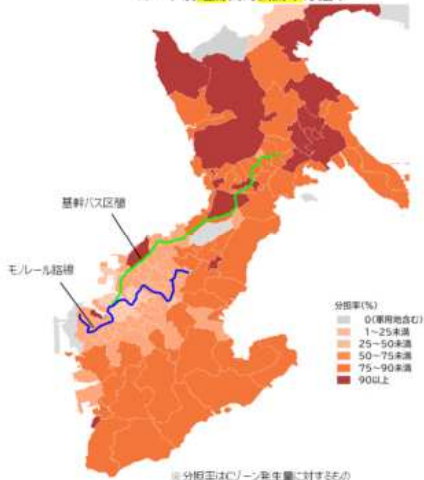 基幹バス区間
モノレール路線
分担率(%)
0(軍用地含む)
1~25未満
25~50未満
50~75未満
75~90未満
90以上
※分担率はCゾーン発生量に対するもの